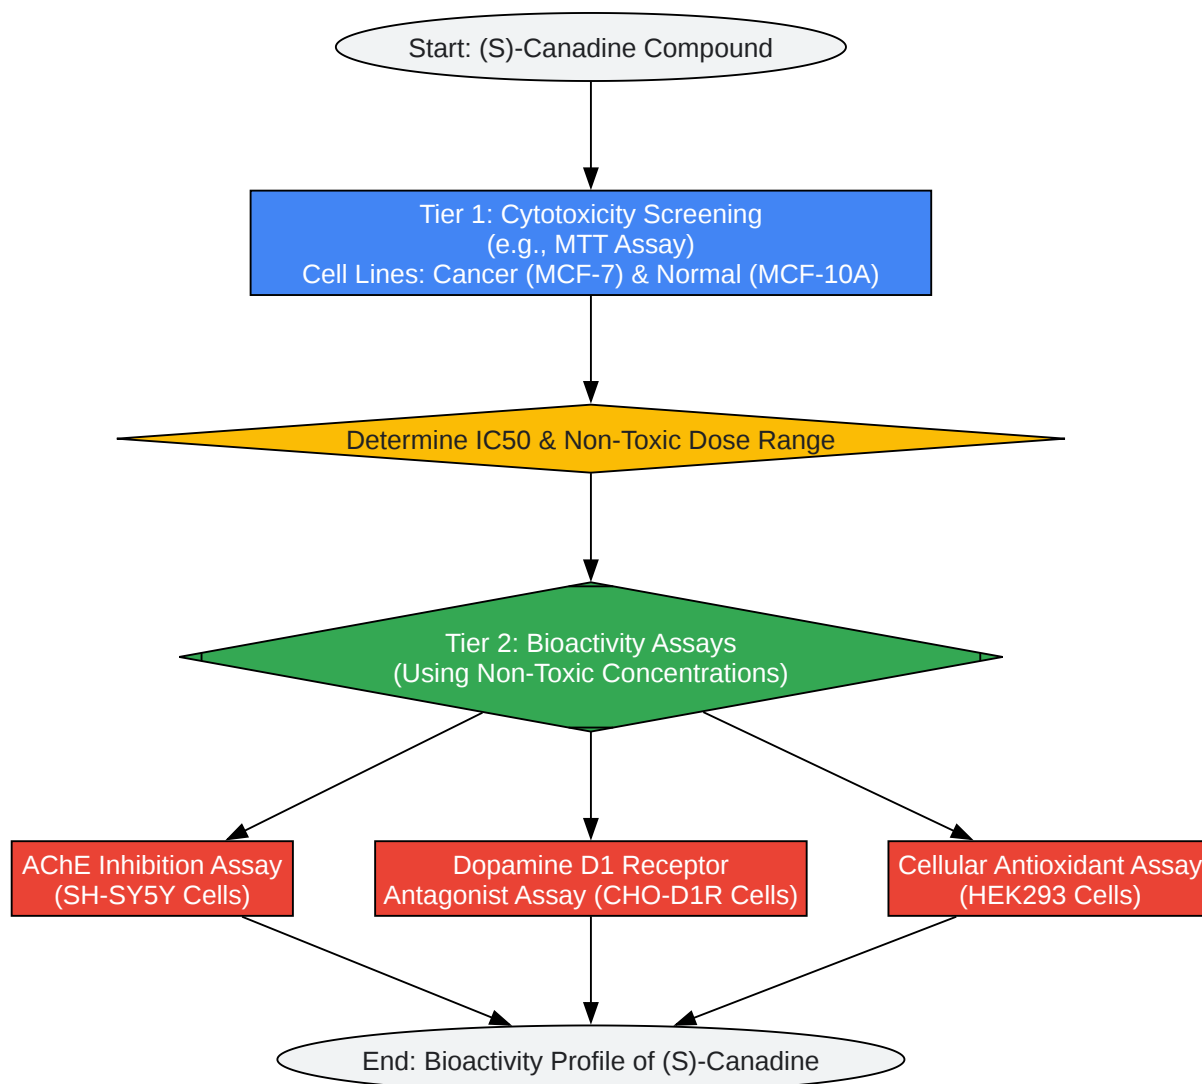 Start: (S)-Canadine Compound
Tier 1: Cytotoxicity Screening
(e.g., MTT Assay)
Cell Lines: Cancer (MCF-7) & Normal (MCF-10A)
Determine IC50 & Non-Toxic Dose Range
Tier 2: Bioactivity Assays
(Using Non-Toxic Concentrations)
AChE Inhibition Assay
(SH-SY5Y Cells)
Dopamine D1 Receptor
Antagonist Assay (CHO-D1R Cells)
Cellular Antioxidant Assay
(HEK293 Cells)
End: Bioactivity Profile of (S)-Canadine